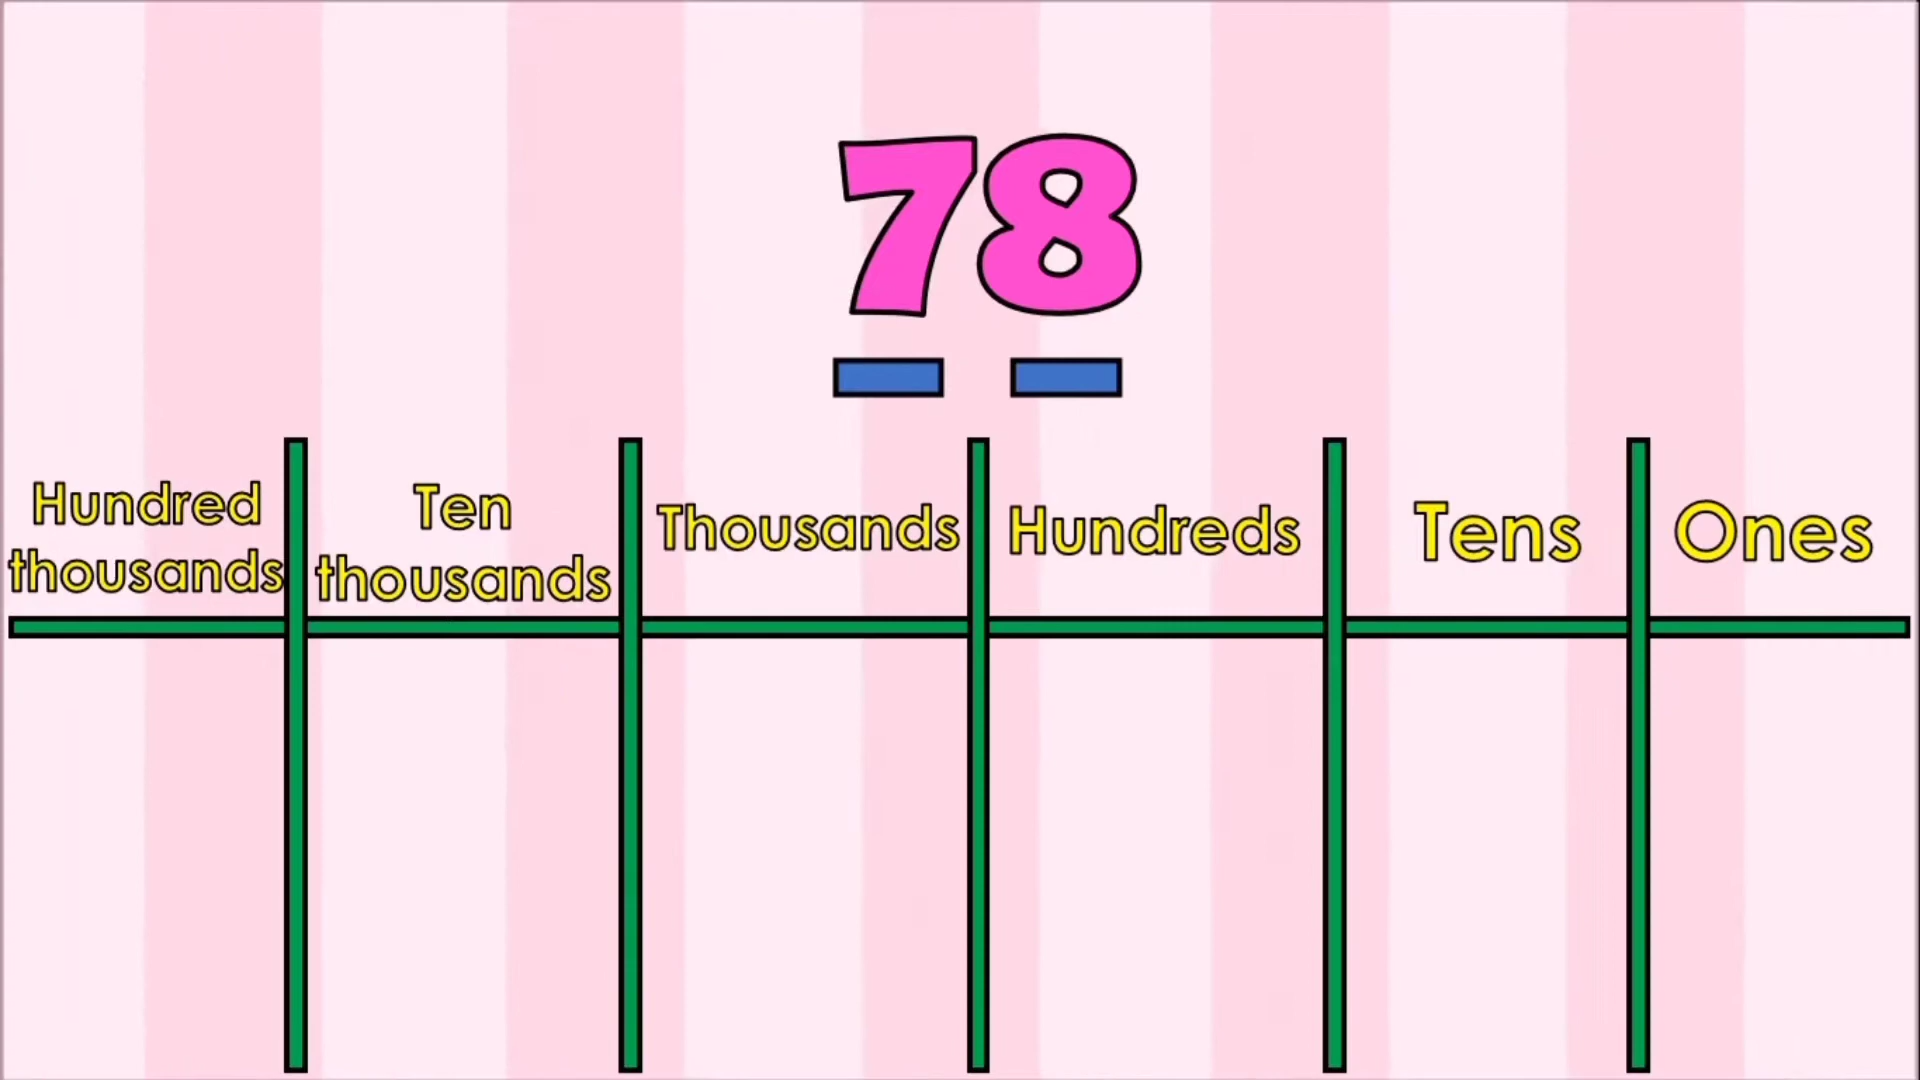 78
Hundred thousands
Ten thousands
Thousands
Hundreds
Tens
Ones